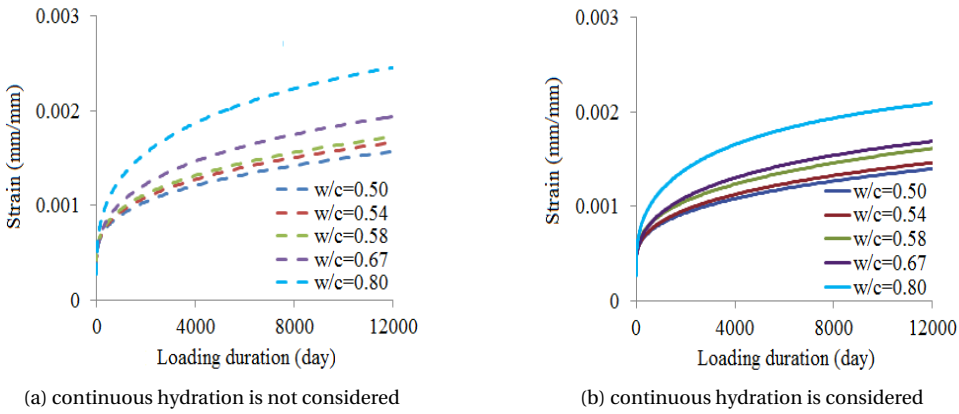 0.003
0.002
0.001
0
Strain (mm/mm)
w/c=0.50
w/c=0.54
w/c=0.58
w/c=0.67
w/c=0.80
0 4000 8000 12000
Loading duration (day)
(a) continuous hydration is not considered
0.003
0.002
0.001
0
Strain (mm/mm)
w/c=0.50
w/c=0.54
w/c=0.58
w/c=0.67
w/c=0.80
0 4000 8000 12000
Loading duration (day)
(b) continuous hydration is considered